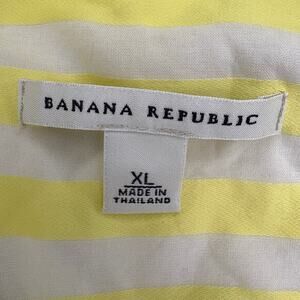 BANANA REPUBLIC
XL
MADE IN
THAILAND